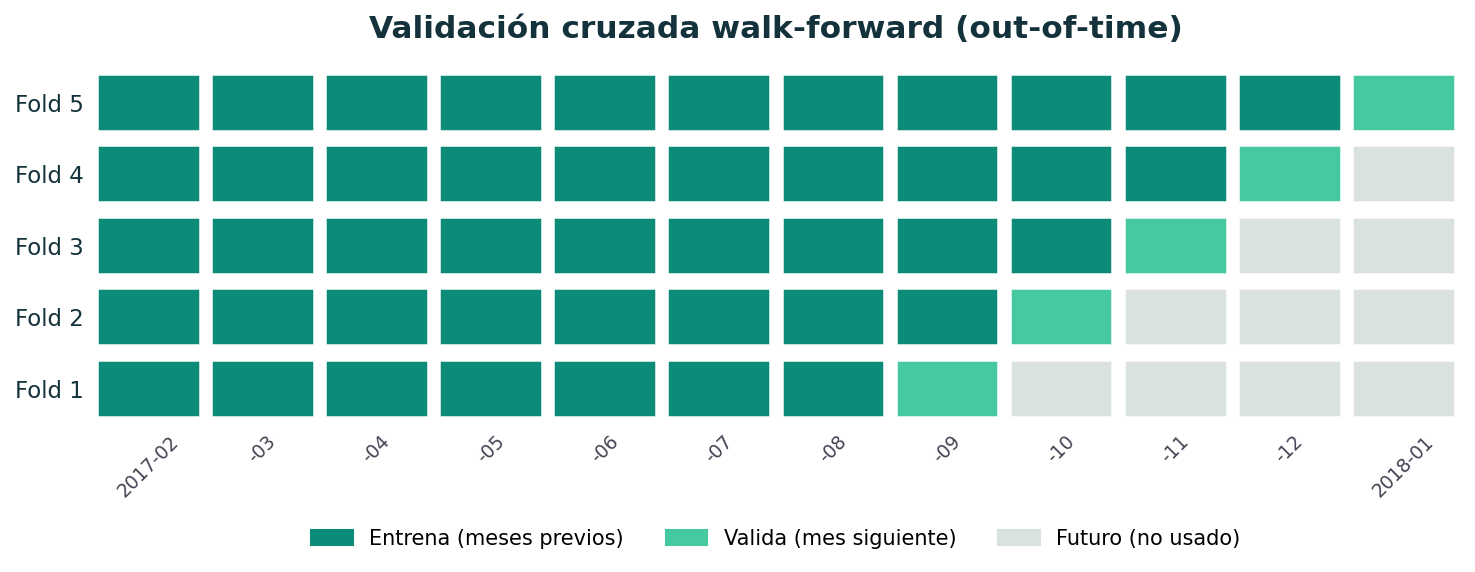 Validación cruzada walk-forward (out-of-time)
Fold 5
Fold 4
Fold 3
Fold 2
Fold 1
2017-02 -03 -04 -05 -06 -07 -08 -09 -10 -11 -12 2018-01
Entrena (meses previos) Valida (mes siguiente) Futuro (no usado)